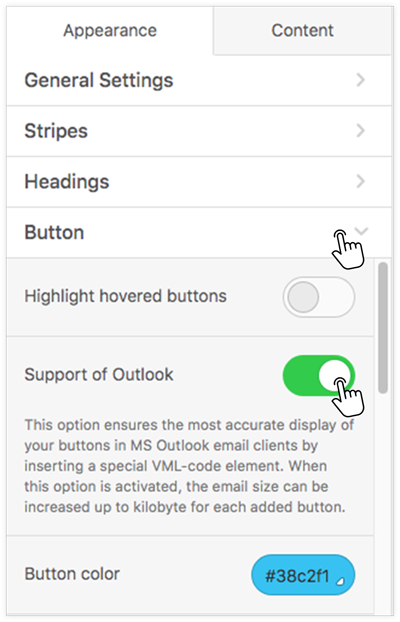 Appearance
Content
General Settings
Stripes
Headings
Button
Highlight hovered buttons
Support of Outlook
This option ensures the most accurate display of
your buttons in MS Outlook email clients by
inserting a special VML-code element. When
this option is activated, the email size can be
increased up to kilobyte for each added button.
Button color
#38c2f1